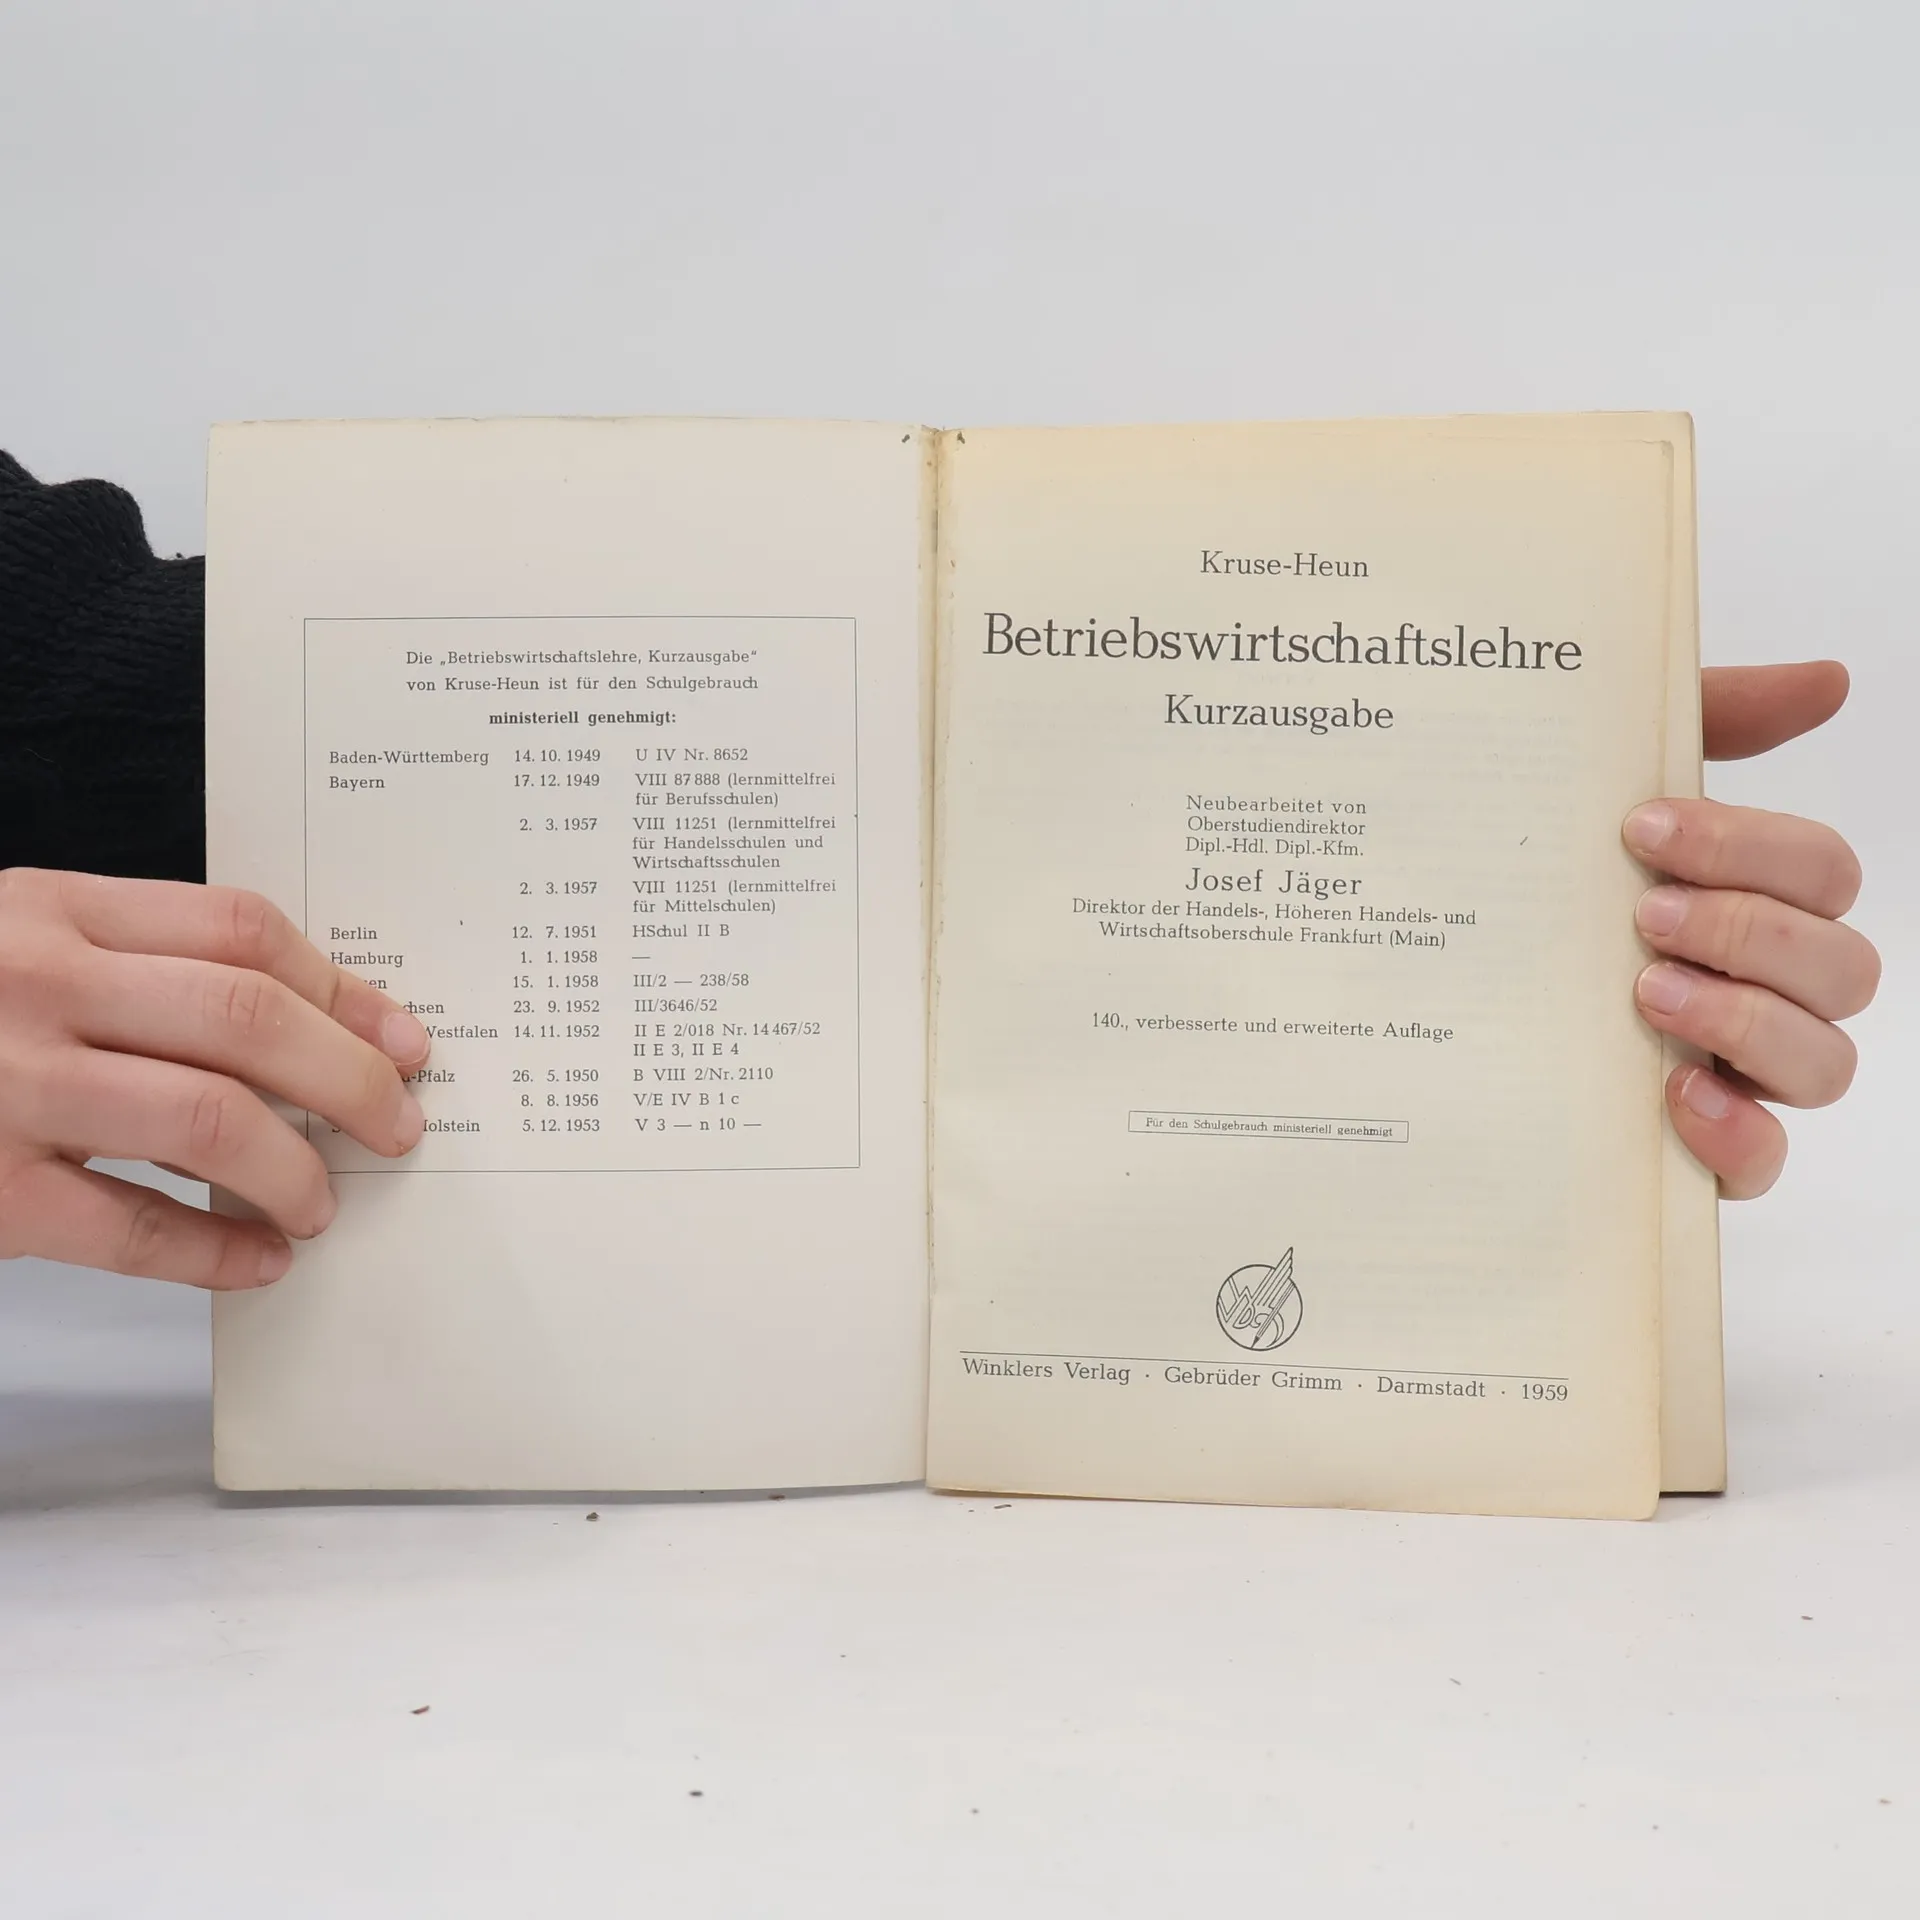 Die „Betriebswirtschaftslehre, Kurzausgabe“
von Kruse-Heun ist für den Schulgebrauch
ministeriell genehmigt:
Baden-Württemberg 14. 10. 1949 U IV Nr. 8652
Bayern 17. 12. 1949 VIII 87 888 (lernmittelfrei
für Berufsschulen)
2. 3. 1957 VIII 11251 (lernmittelfrei
für Handelsschulen und
Wirtschaftsschulen
2. 3. 1957 VIII 11251 (lernmittelfrei
für Mittelschulen)
Berlin 12. 7. 1951 HSchul II B
Hamburg 1. 1. 1958 —
15. 1. 1958 III/2 — 238/58
23. 9. 1952 III/3646/52
Westfalen 14. 11. 1952 II E 2/018 Nr. 14 467/52
II E 3, II E 4
-Pfalz 26. 5. 1950 B VIII 2/Nr. 2110
8. 8. 1956 V/E IV B 1 c
5. 12. 1953 V 3 — n 10 —
Kruse-Heun
Betriebswirtschaftslehre
Kurzausgabe
Neubearbeitet von
Oberstudiendirektor
Dipl.-Hdl. Dipl.-Kfm.
Josef Jäger
Direktor der Handels-, Höheren Handels- und
Wirtschaftsoberschule Frankfurt (Main)
140., verbesserte und erweiterte Auflage
Für den Schulgebrauch ministeriell genehmigt
Winklers Verlag · Gebrüder Grimm · Darmstadt · 1959